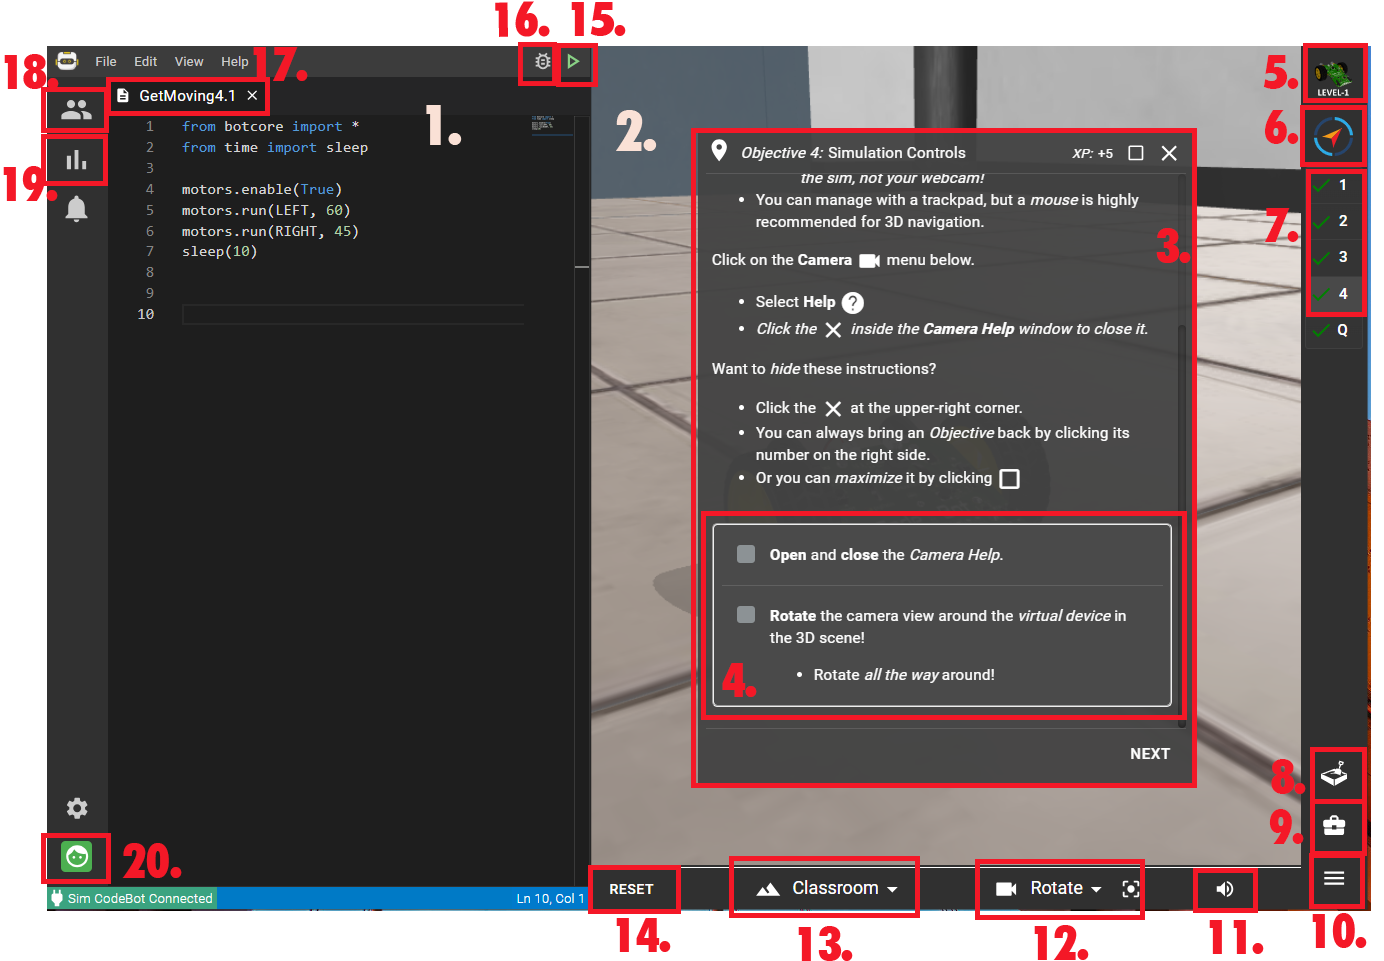 16.
15.
File Edit View Help
17.
18.
GetMoving4.1
1.
2.
5.
LEVEL-1
6.
1 from botcore import *
2 from time import sleep
3
4 motors.enable(True)
5 motors.run(LEFT, 60)
6 motors.run(RIGHT, 45)
7 sleep(10)
8
9
10
19.
Objective 4: Simulation Controls XP: +5
the sim, not your webcam!
• You can manage with a trackpad, but a mouse is highly
recommended for 3D navigation.
3.
Click on the Camera menu below.
• Select Help ?
• Click the X inside the Camera Help window to close it.
Want to hide these instructions?
• Click the X at the upper-right corner.
• You can always bring an Objective back by clicking its
number on the right side.
• Or you can maximize it by clicking
Open and close the Camera Help.
Rotate the camera view around the virtual device in
the 3D scene!
• Rotate all the way around!
4.
NEXT
7.
1
2
3
4
Q
8.
9.
10.
20.
Sim CodeBot Connected
Ln 10, Col 1
RESET
Classroom
Rotate
14.
13.
12.
11.